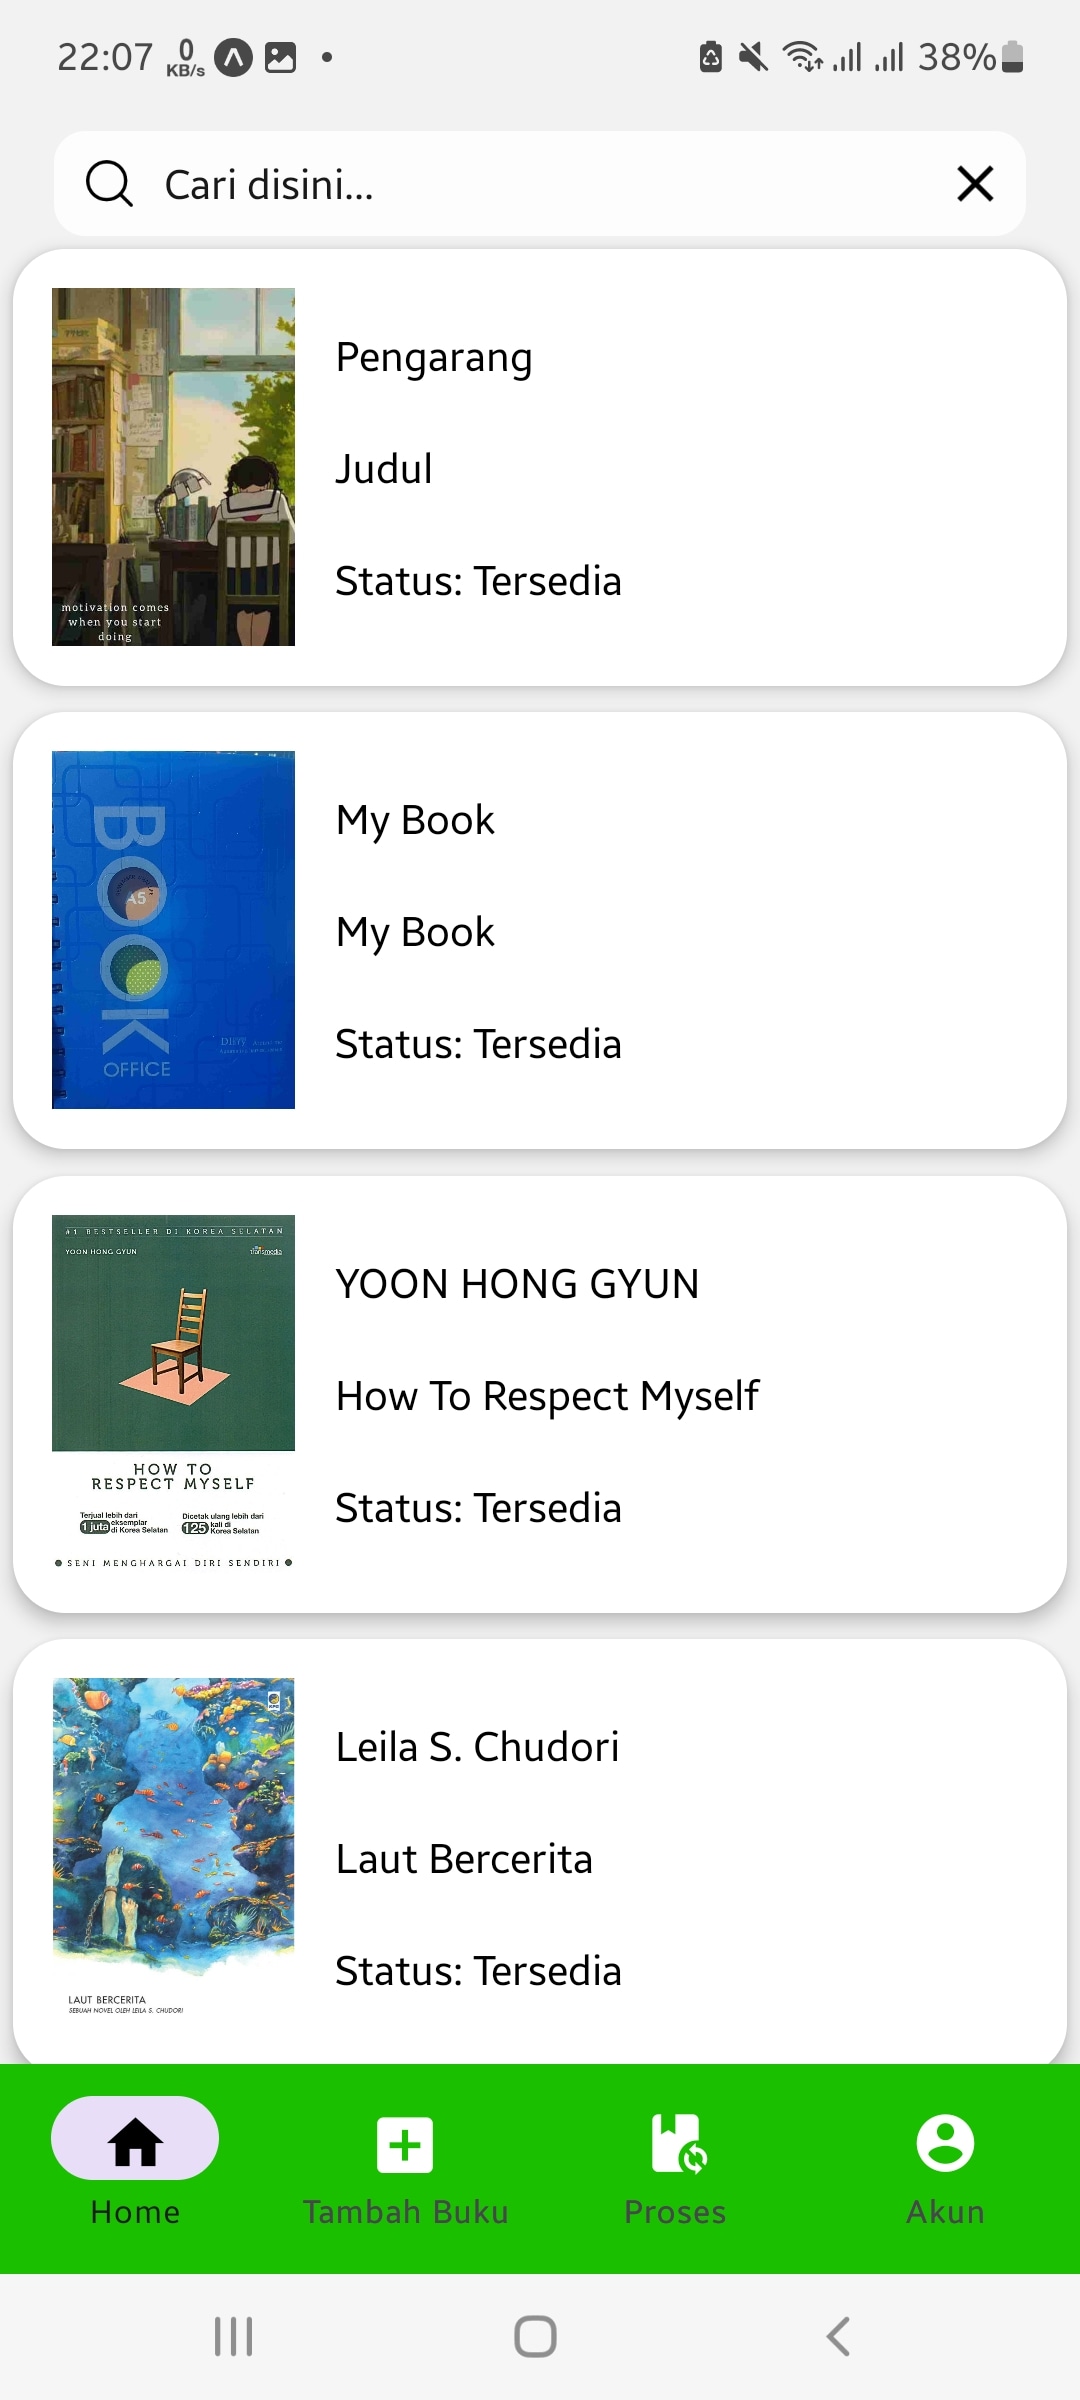 22:07 0 KB/s 38%
Cari disini...
motivation comes
when you start
doing
Pengarang
Judul
Status: Tersedia
BOOK
A5
OFFICE
My Book
My Book
Status: Tersedia
#1 BESTSELLER DI KOREA SELATAN
YOON HONG GYUN
transmedia
HOW TO
RESPECT MYSELF
Terjual lebih dari
1 juta eksemplar
di Korea Selatan
Dicetak ulang lebih dari
125 kali di
Korea Selatan
SENI MENGHARGAI DIRI SENDIRI
YOON HONG GYUN
How To Respect Myself
Status: Tersedia
LAUT BERCERITA
SEBUAH NOVEL OLEH LEILA S. CHUDORI
Leila S. Chudori
Laut Bercerita
Status: Tersedia
Home
Tambah Buku
Proses
Akun